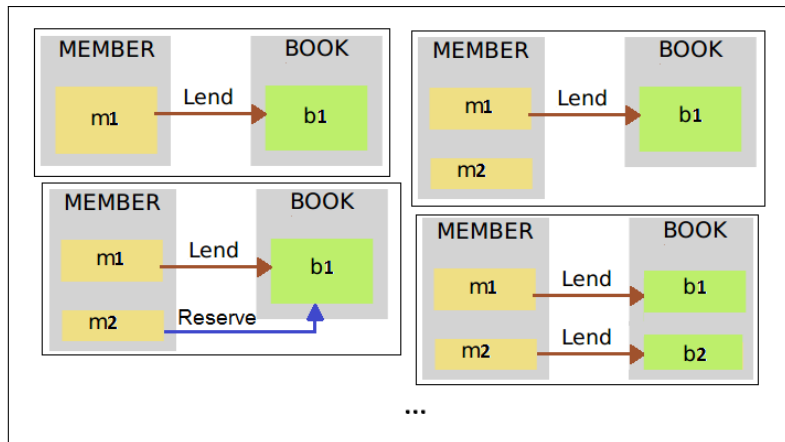 MEMBER BOOK
m1 Lend b1
MEMBER BOOK
m1 Lend b1
m2
MEMBER BOOK
m1 Lend b1
m2 Reserve
MEMBER BOOK
m1 Lend b1
m2 Lend b2
...